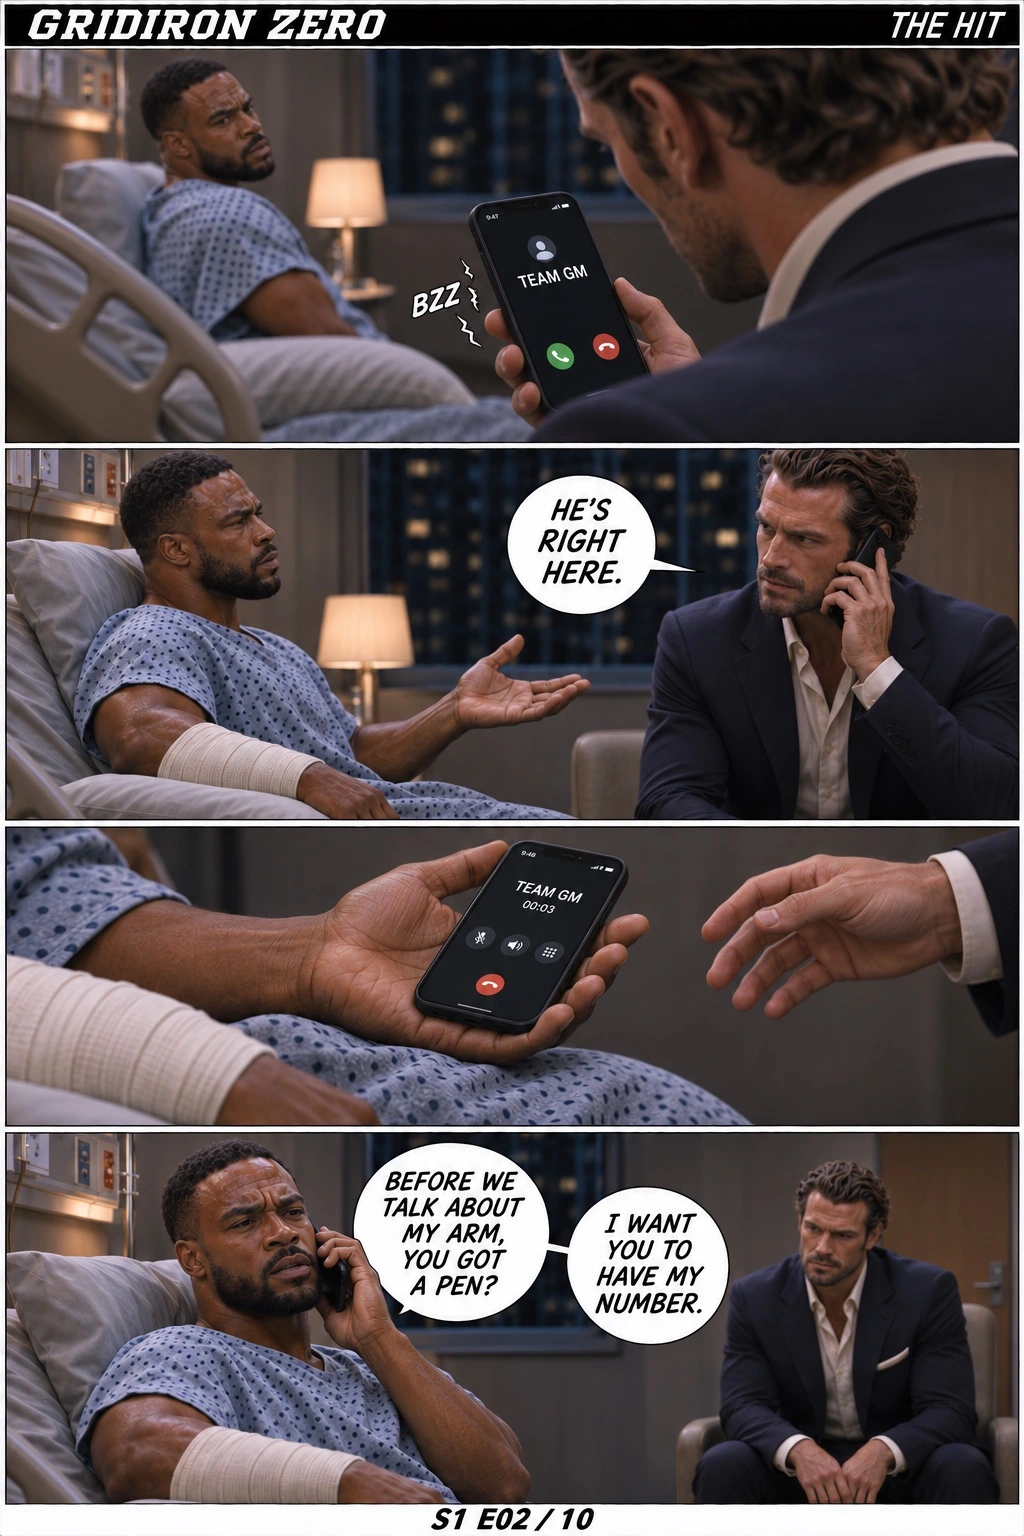 GRIDIRON ZERO
THE HIT
9:47
TEAM GM
BZZ
HE'S
RIGHT
HERE.
9:48
TEAM GM
00:03
BEFORE WE
TALK ABOUT
MY ARM,
YOU GOT
A PEN?
I WANT
YOU TO
HAVE MY
NUMBER.
S1 E02 / 10